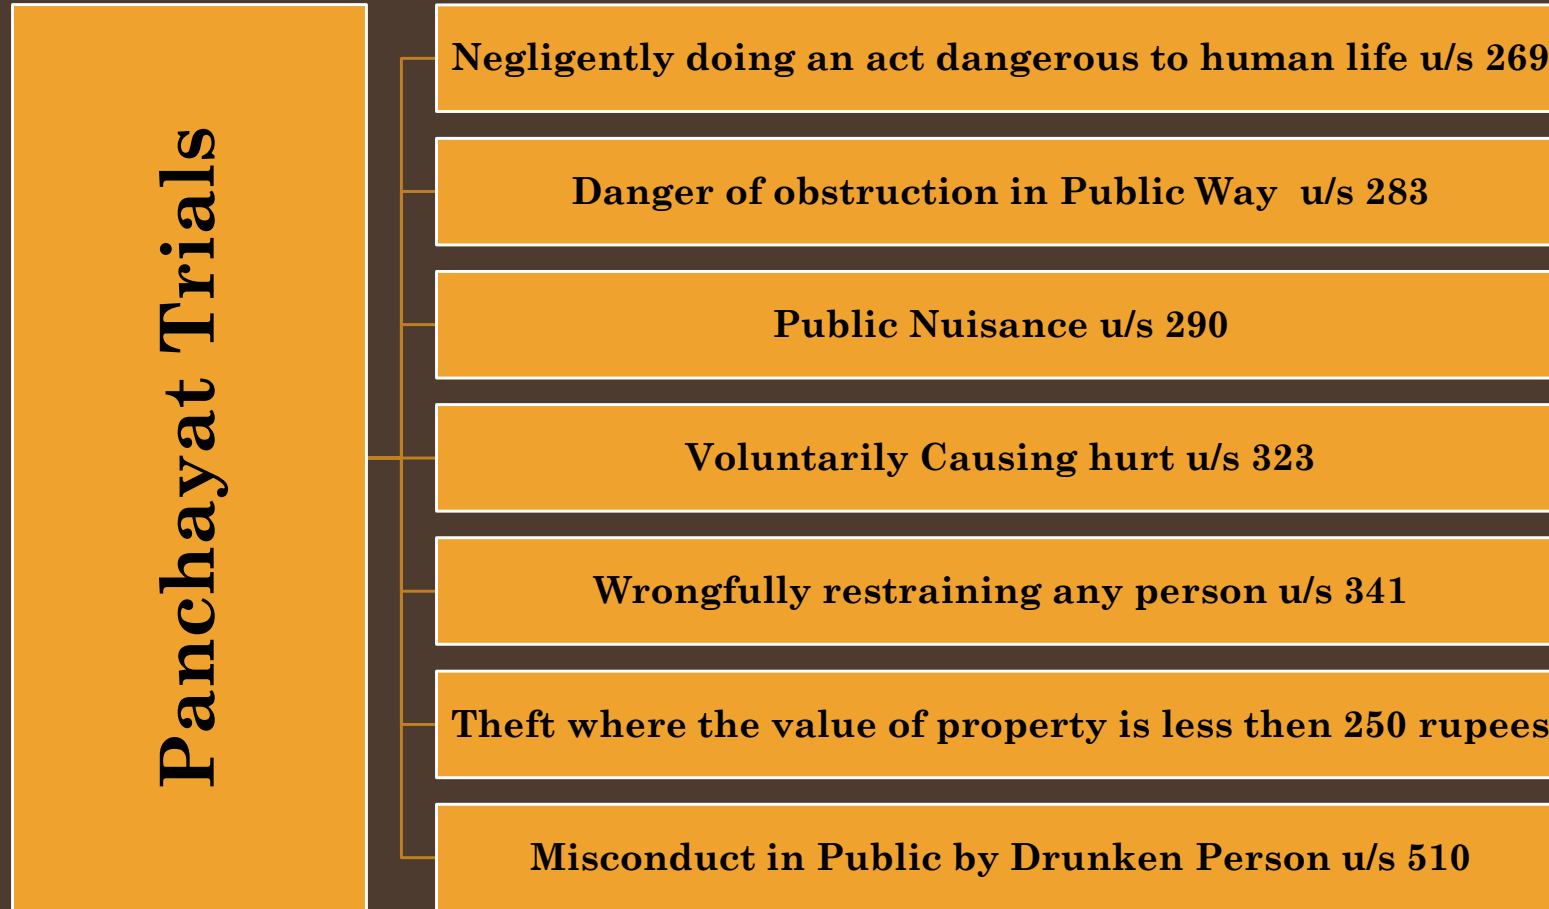 Panchayat Trials
Negligently doing an act dangerous to human life u/s 269
Danger of obstruction in Public Way  u/s 283
Public Nuisance u/s 290
Voluntarily Causing hurt u/s 323
Wrongfully restraining any person u/s 341
Theft where the value of property is less then 250 rupees
Misconduct in Public by Drunken Person u/s 510